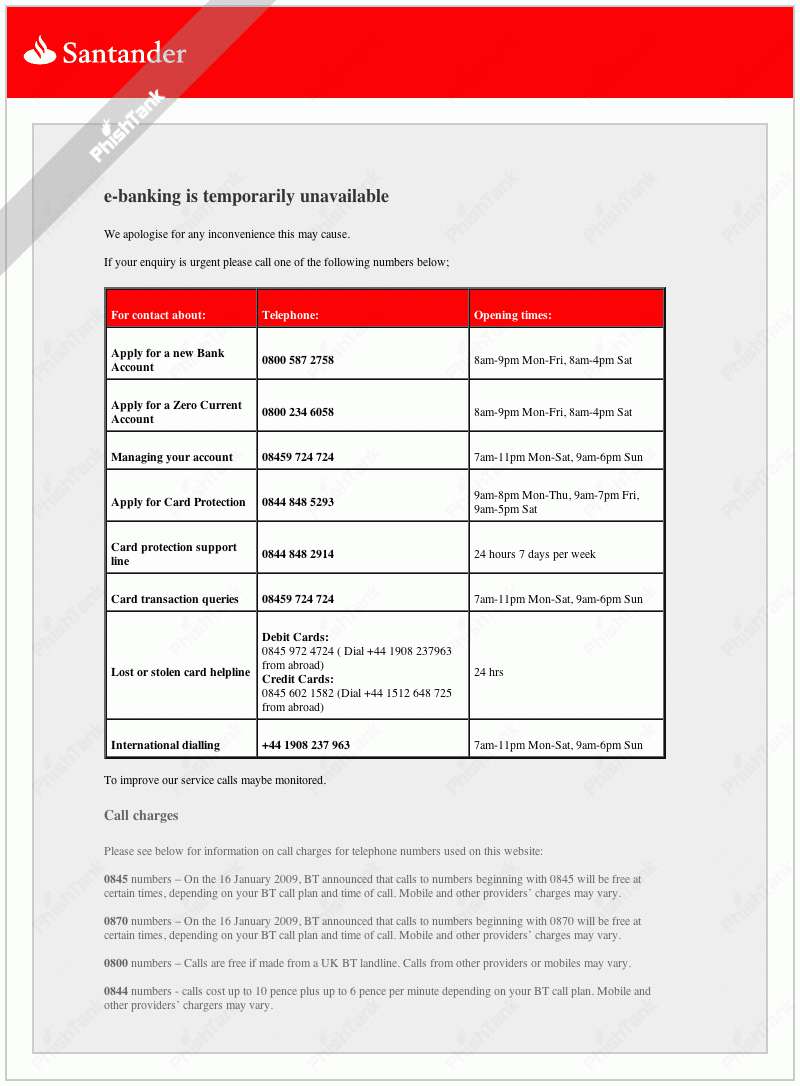 Santander
PhishTank
e-banking is temporarily unavailable
We apologise for any inconvenience this may cause.
If your enquiry is urgent please call one of the following numbers below;
For contact about: Telephone: Opening times:
Apply for a new Bank
Account 0800 587 2758 8am-9pm Mon-Fri, 8am-4pm Sat
Apply for a Zero Current
Account 0800 234 6058 8am-9pm Mon-Fri, 8am-4pm Sat
Managing your account 08459 724 724 7am-11pm Mon-Sat, 9am-6pm Sun
Apply for Card Protection 0844 848 5293 9am-8pm Mon-Thu, 9am-7pm Fri,
9am-5pm Sat
Card protection support
line 0844 848 2914 24 hours 7 days per week
Card transaction queries 08459 724 724 7am-11pm Mon-Sat, 9am-6pm Sun
Lost or stolen card helpline
Debit Cards:
0845 972 4724 ( Dial +44 1908 237963
from abroad)
Credit Cards:
0845 602 1582 (Dial +44 1512 648 725
from abroad)
24 hrs
International dialling +44 1908 237 963 7am-11pm Mon-Sat, 9am-6pm Sun
To improve our service calls maybe monitored.
Call charges
Please see below for information on call charges for telephone numbers used on this website:
0845 numbers – On the 16 January 2009, BT announced that calls to numbers beginning with 0845 will be free at
certain times, depending on your BT call plan and time of call. Mobile and other providers’ charges may vary.
0870 numbers – On the 16 January 2009, BT announced that calls to numbers beginning with 0870 will be free at
certain times, depending on your BT call plan and time of call. Mobile and other providers’ charges may vary.
0800 numbers – Calls are free if made from a UK BT landline. Calls from other providers or mobiles may vary.
0844 numbers - calls cost up to 10 pence plus up to 6 pence per minute depending on your BT call plan. Mobile and
other providers’ chargers may vary.